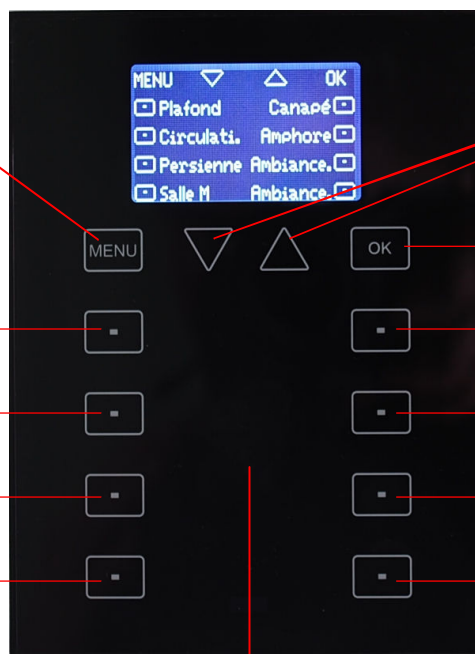 MENU OK
Plafond Canapé
Circulati. Amphore
Persienne Ambiance.
Salle M Ambiance.
MENU OK